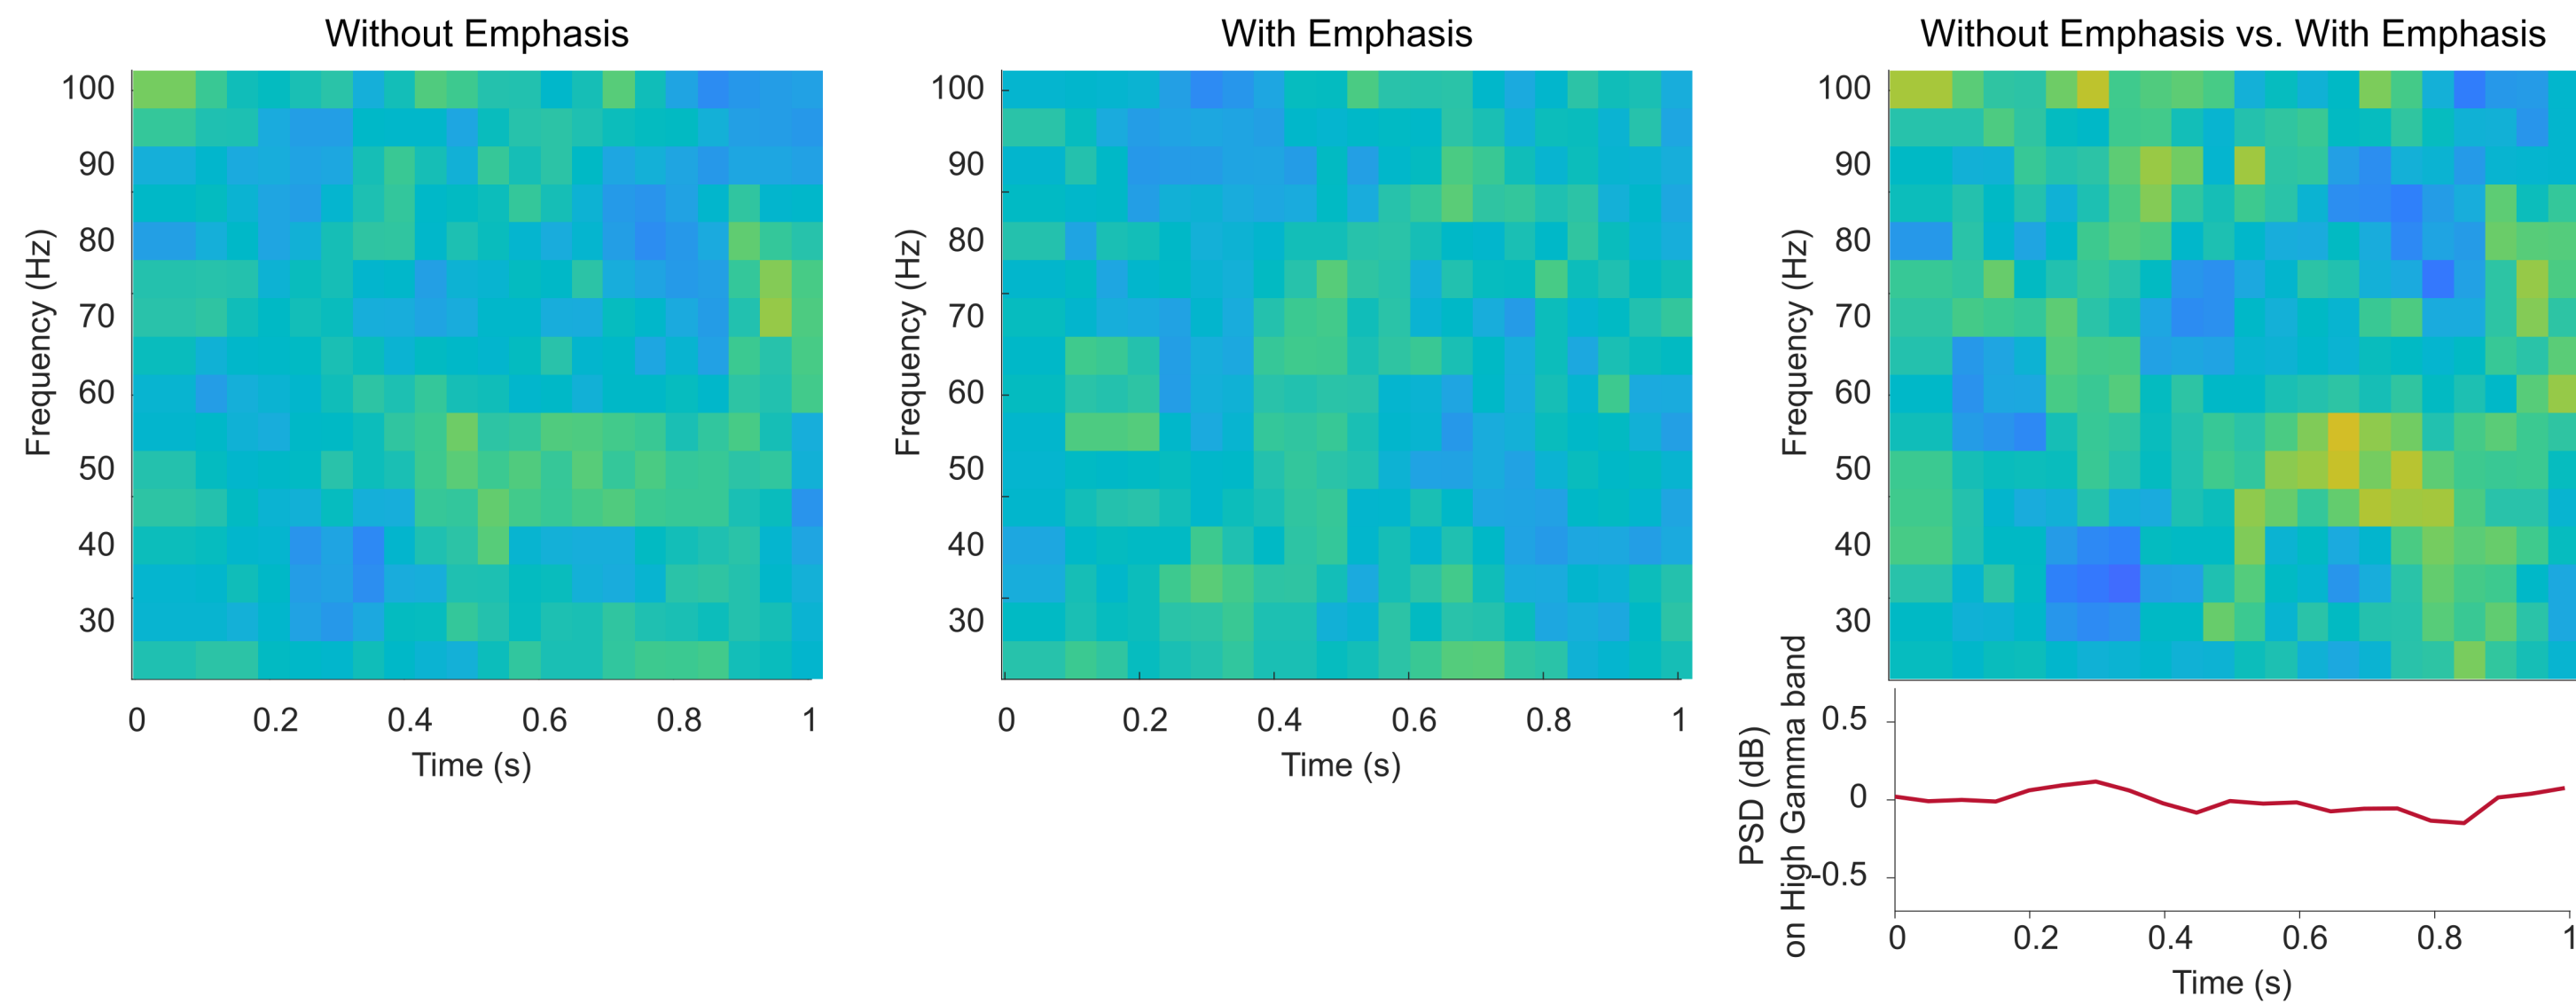 Without Emphasis
100
90
80
70
60
50
40
30
Frequency (Hz)
0 0.2 0.4 0.6 0.8 1
Time (s)
With Emphasis
100
90
80
70
60
50
40
30
Frequency (Hz)
0 0.2 0.4 0.6 0.8 1
Time (s)
Without Emphasis vs. With Emphasis
100
90
80
70
60
50
40
30
Frequency (Hz)
PSD (dB)
on High Gamma band
0.5
0
-0.5
0 0.2 0.4 0.6 0.8 1
Time (s)